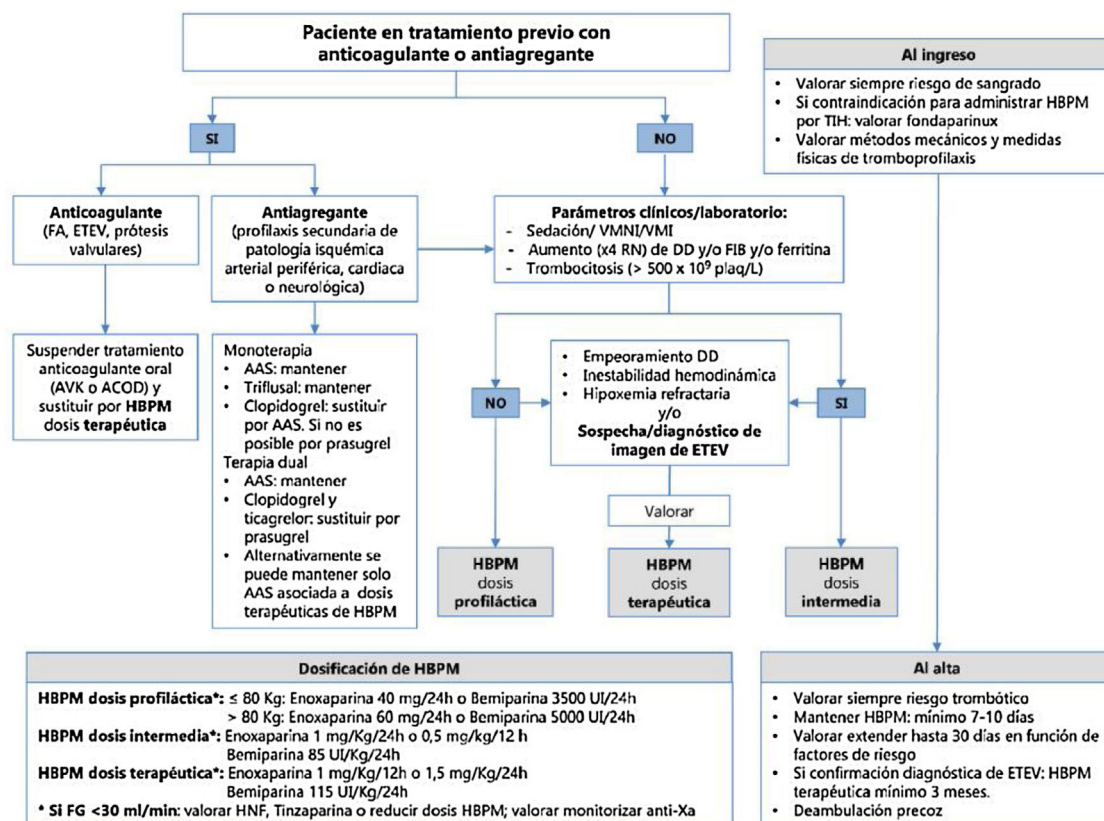 Paciente en tratamiento previo con
anticoagulante o antiagregante
SI
NO
Al ingreso
• Valorar siempre riesgo de sangrado
• Si contraindicación para administrar HBPM
por TIH: valorar fondaparinux
• Valorar métodos mecánicos y medidas
físicas de tromboprofilaxis
Anticoagulante
(FA, ETEV, prótesis
valvulares)
Antiagregante
(profilaxis secundaria de
patología isquémica
arterial periférica, cardiaca
o neurológica)
Parámetros clínicos/laboratorio:
- Sedación/ VMNI/VMI
- Aumento (x4 RN) de DD y/o FIB y/o ferritina
- Trombocitosis (> 500 x 10⁹ plaq/L)
Suspender tratamiento
anticoagulante oral
(AVK o ACOD) y
sustituir por HBPM
dosis terapéutica
Monoterapia
• AAS: mantener
• Triflusal: mantener
• Clopidogrel: sustituir
por AAS. Si no es
posible por prasugrel
Terapia dual
• AAS: mantener
• Clopidogrel y
ticagrelor: sustituir por
prasugrel
• Alternativamente se
puede mantener solo
AAS asociada a dosis
terapéuticas de HBPM
NO
• Empeoramiento DD
• Inestabilidad hemodinámica
• Hipoxemia refractaria
y/o
Sospecha/diagnóstico de
imagen de ETEV
SI
Valorar
HBPM
dosis
profiláctica
HBPM
dosis
terapéutica
HBPM
dosis
intermedia
Dosificación de HBPM
HBPM dosis profiláctica*: ≤ 80 Kg: Enoxaparina 40 mg/24h o Bemiparina 3500 UI/24h
> 80 Kg: Enoxaparina 60 mg/24h o Bemiparina 5000 UI/24h
HBPM dosis intermedia*: Enoxaparina 1 mg/Kg/24h o 0,5 mg/kg/12 h
Bemiparina 85 UI/Kg/24h
HBPM dosis terapéutica*: Enoxaparina 1 mg/Kg/12h o 1,5 mg/Kg/24h
Bemiparina 115 UI/Kg/24h
* Si FG <30 ml/min: valorar HNF, Tinzaparina o reducir dosis HBPM; valorar monitorizar anti-Xa
Al alta
• Valorar siempre riesgo trombótico
• Mantener HBPM: mínimo 7-10 días
• Valorar extender hasta 30 días en función de
factores de riesgo
• Si confirmación diagnóstica de ETEV: HBPM
terapéutica mínimo 3 meses.
• Deambulación precoz